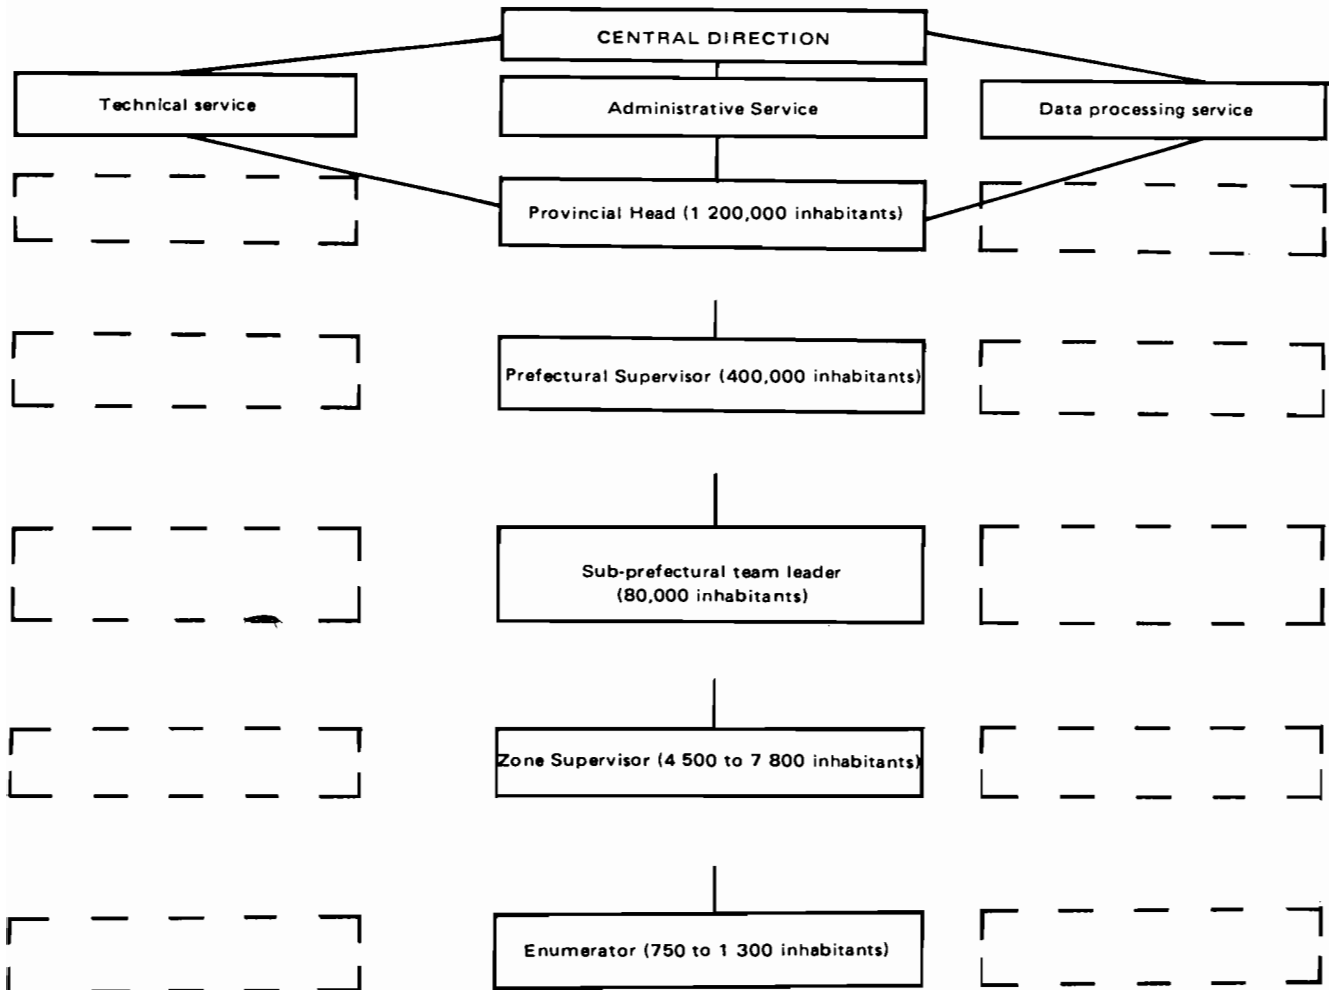 CENTRAL DIRECTION
Technical service
Administrative Service
Data processing service
Provincial Head (1 200,000 inhabitants)
Prefectural Supervisor (400,000 inhabitants)
Sub-prefectural team leader
(80,000 inhabitants)
Zone Supervisor (4 500 to 7 800 inhabitants)
Enumerator (750 to 1 300 inhabitants)